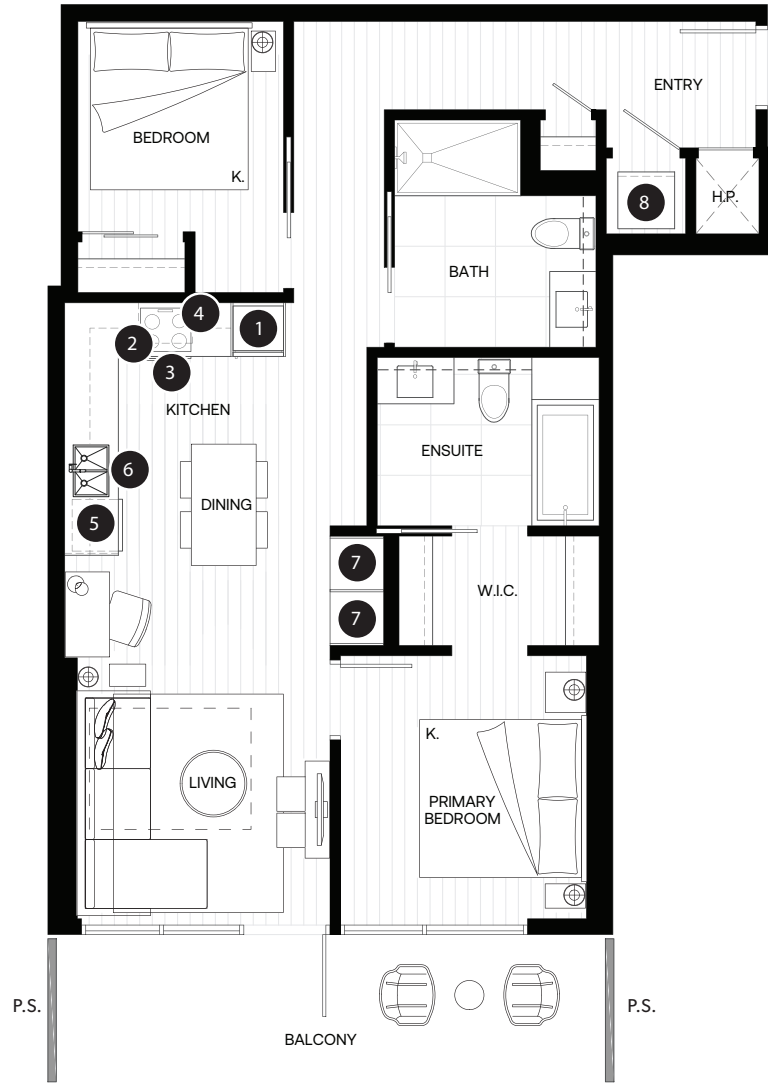 ENTRY
BEDROOM
K.
8
H.P.
BATH
4
1
2
3
KITCHEN
ENSUITE
6
DINING
5
7
W.I.C.
7
K.
LIVING
PRIMARY
BEDROOM
P.S.
P.S.
BALCONY